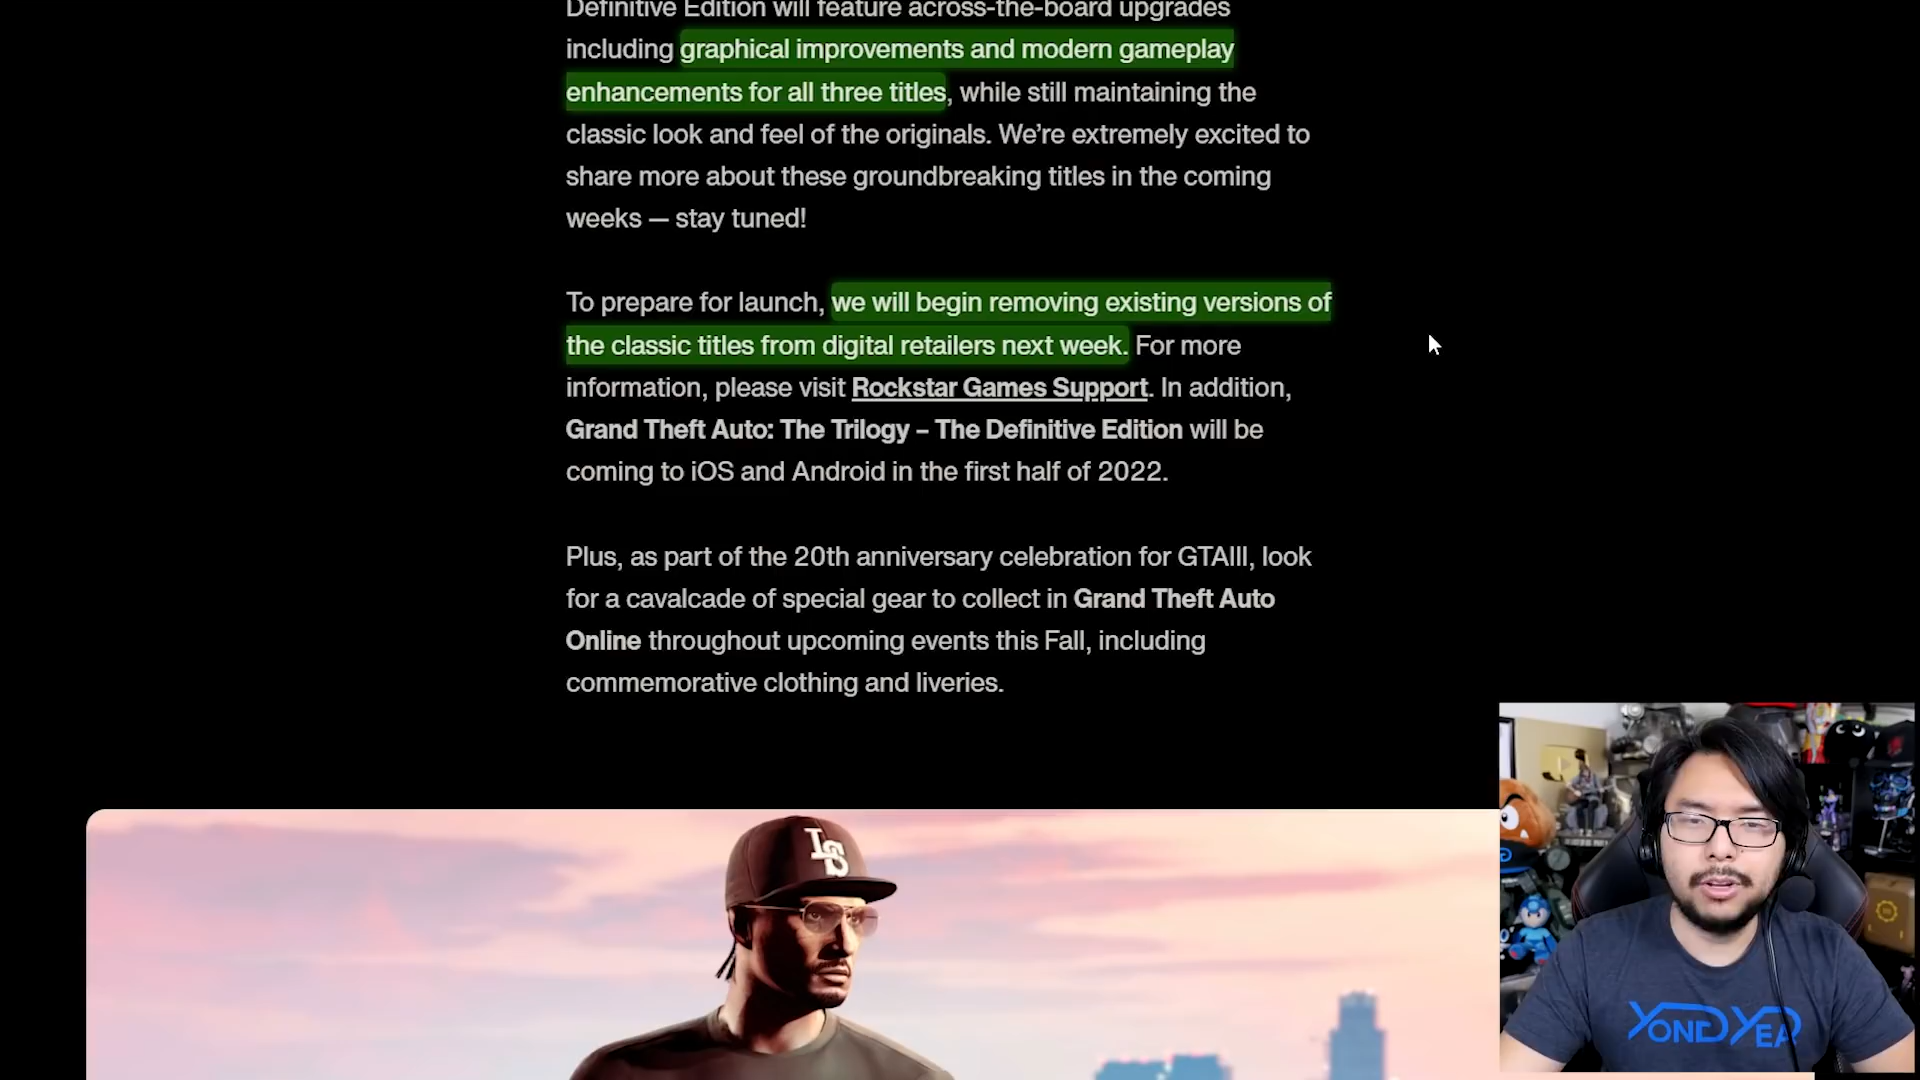 Definitive Edition will feature across-the-board upgrades
including graphical improvements and modern gameplay
enhancements for all three titles, while still maintaining the
classic look and feel of the originals. We’re extremely excited to
share more about these groundbreaking titles in the coming
weeks — stay tuned!
To prepare for launch, we will begin removing existing versions of
the classic titles from digital retailers next week. For more
information, please visit Rockstar Games Support. In addition,
Grand Theft Auto: The Trilogy – The Definitive Edition will be
coming to iOS and Android in the first half of 2022.
Plus, as part of the 20th anniversary celebration for GTAIII, look
for a cavalcade of special gear to collect in Grand Theft Auto
Online throughout upcoming events this Fall, including
commemorative clothing and liveries.
LS
YONGYEA